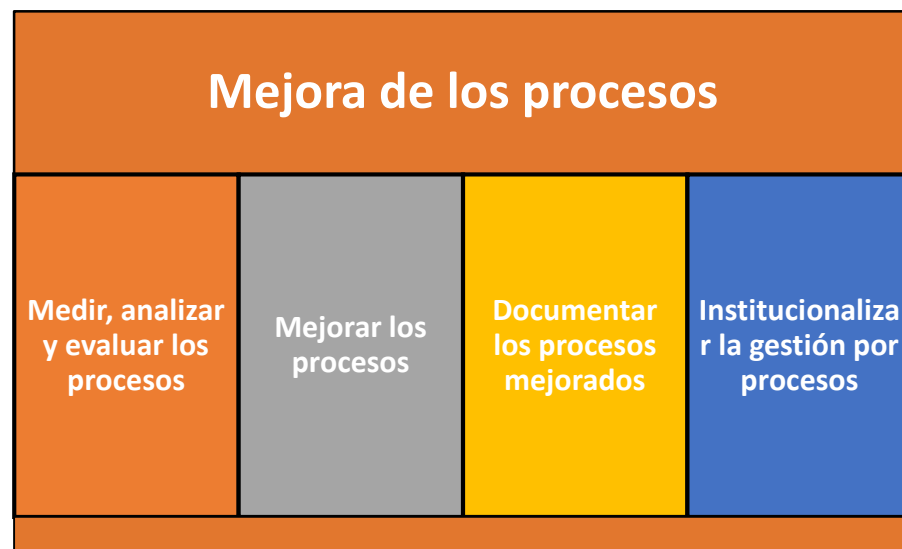 Mejora de los procesos
Medir, analizar
y evaluar los
procesos
Mejorar los
procesos
Documentar
los procesos
mejorados
Institucionaliza
r la gestión por
procesos